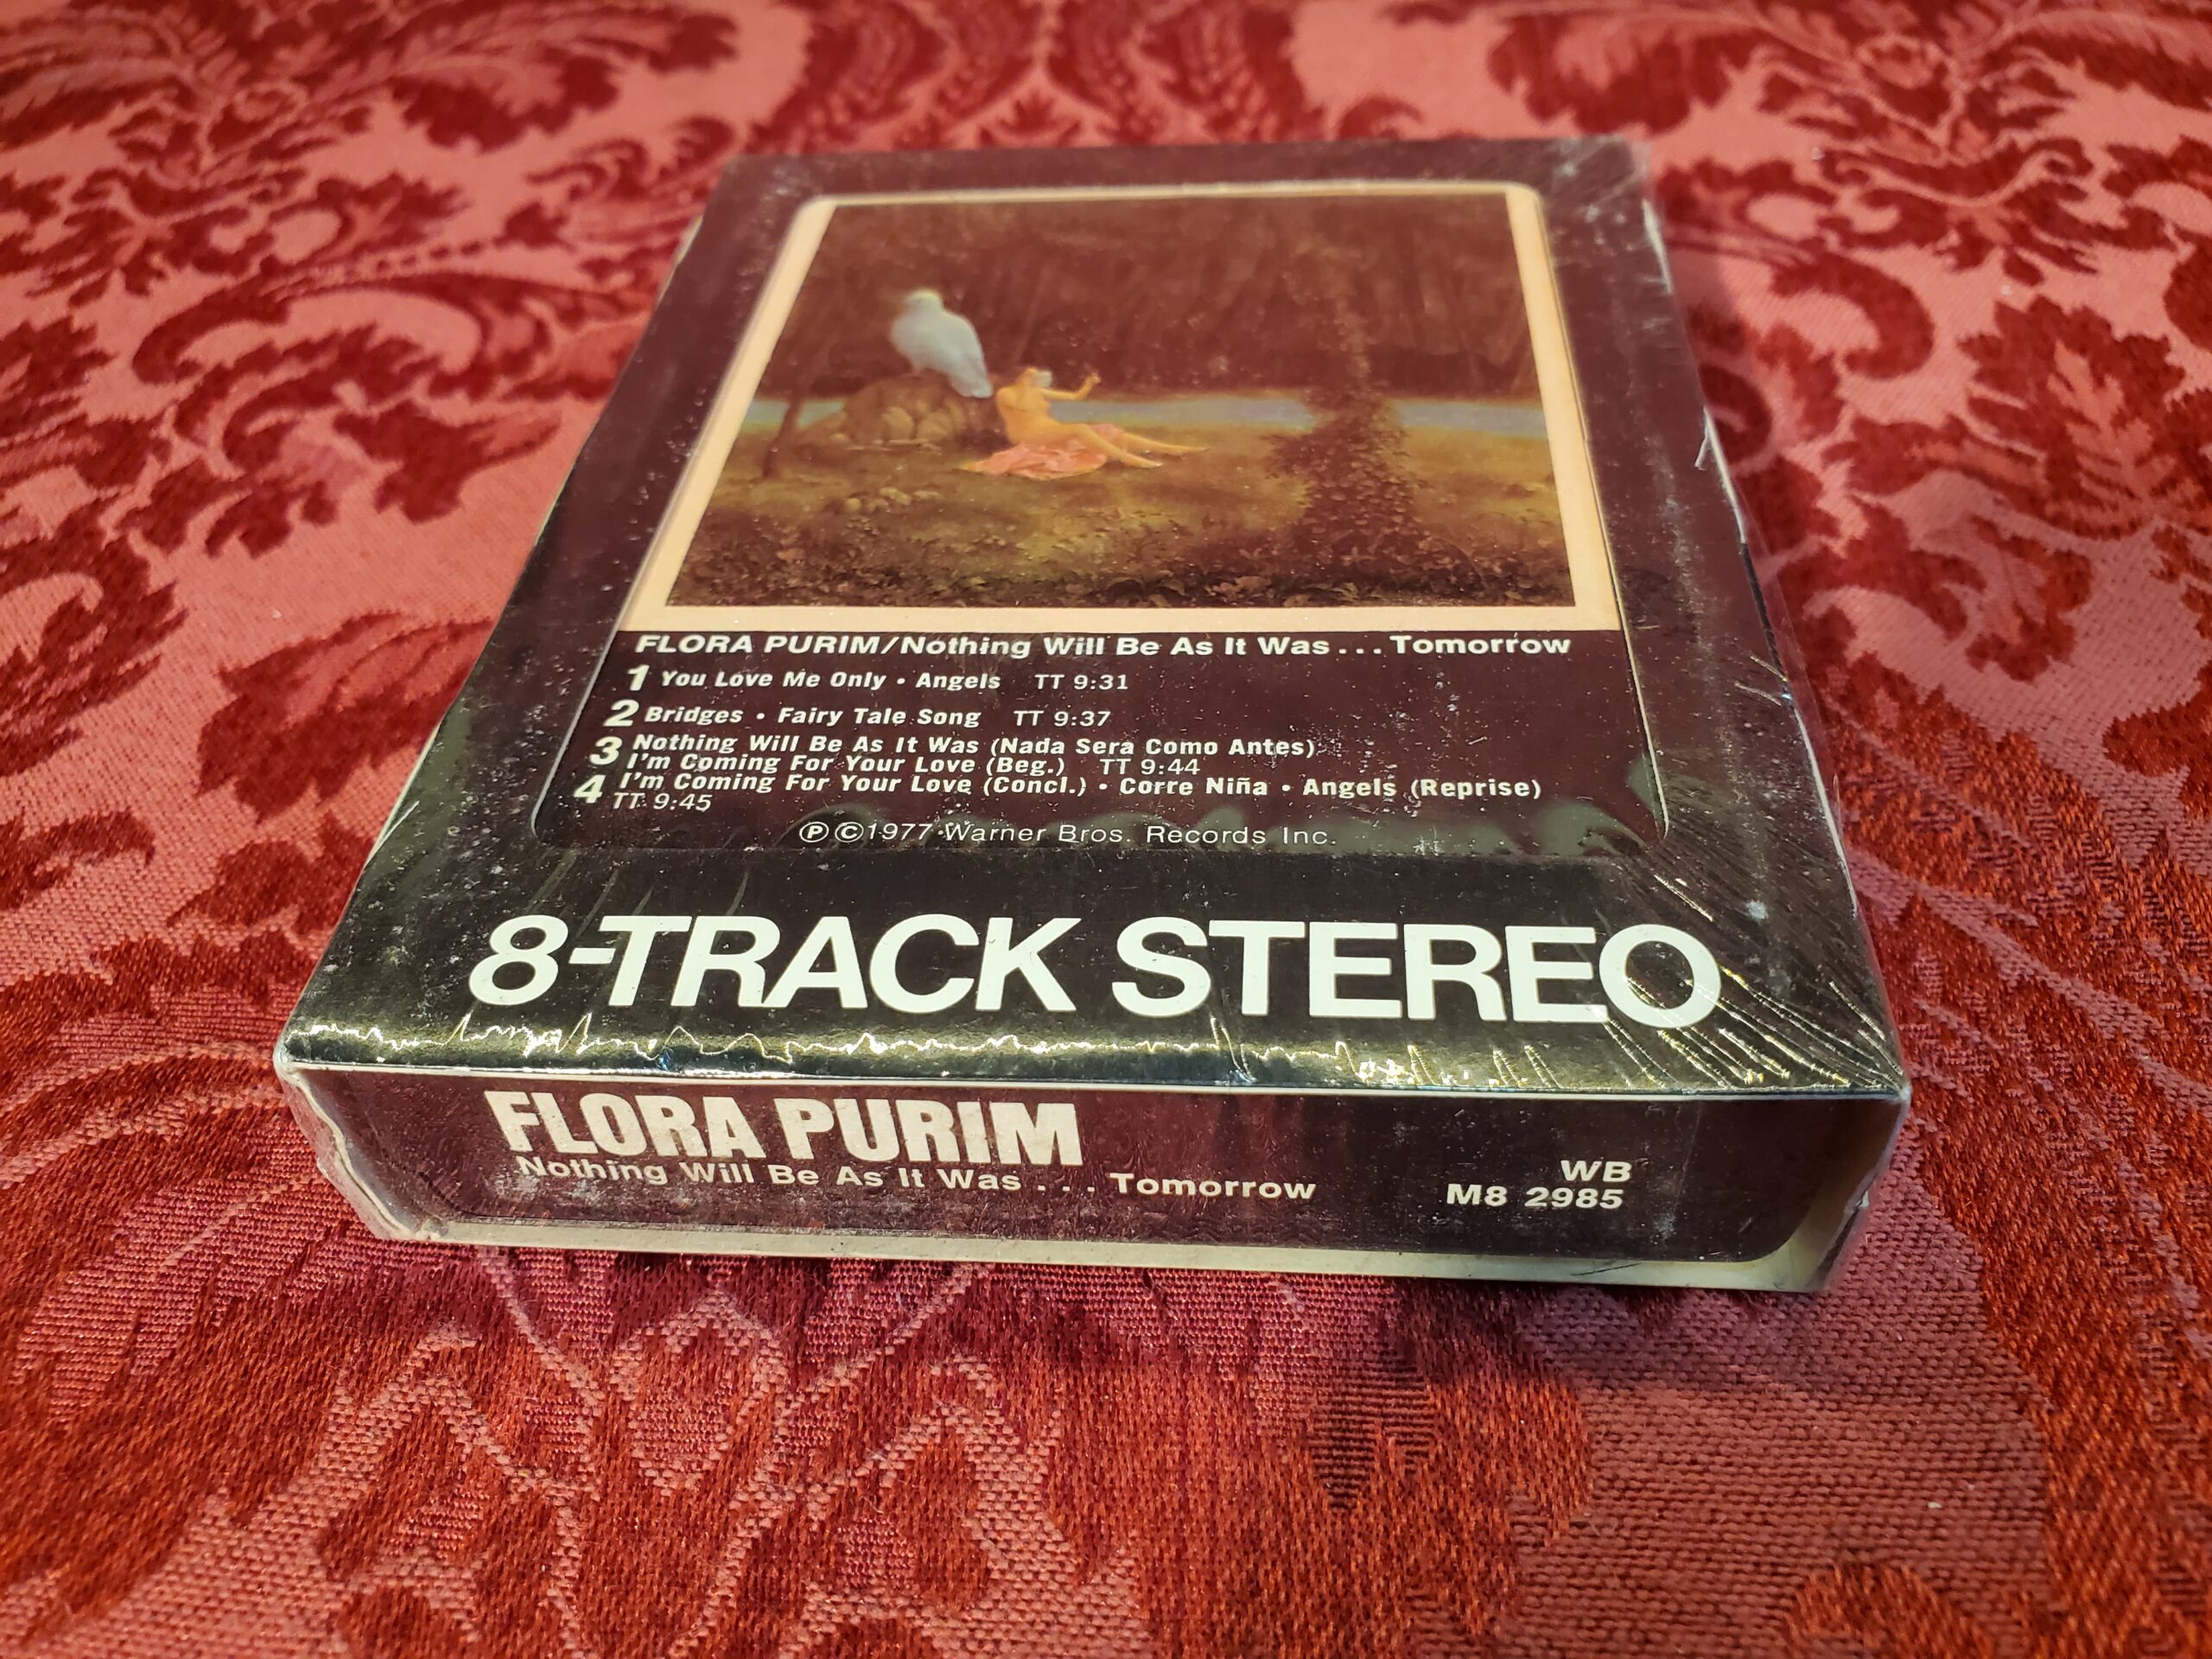 FLORA PURIM/Nothing Will Be As It Was... Tomorrow
1 You Love Me Only • Angels TT 9:31
2 Bridges • Fairy Tale Song TT 9:37
3 Nothing Will Be As It Was (Nada Sera Como Antes)
I'm Coming For Your Love (Beg.) TT 9:44
4 I'm Coming For Your Love (Concl.) • Corre Niña • Angels (Reprise)
TT 9:45
℗©1977 Warner Bros. Records Inc.
8-TRACK STEREO
FLORA PURIM
Nothing Will Be As It Was... Tomorrow
WB
M8 2985